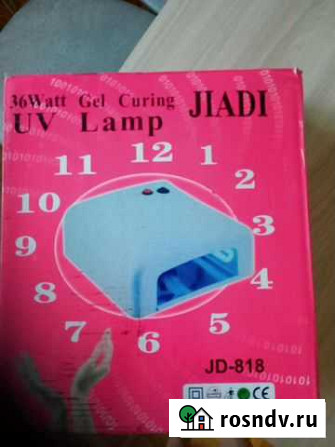 36Watt Gel Curing JIADI
UV Lamp
12
11 1
10 2
9 3
8 4
7 5
6
JD-818
CE
rosndv.ru